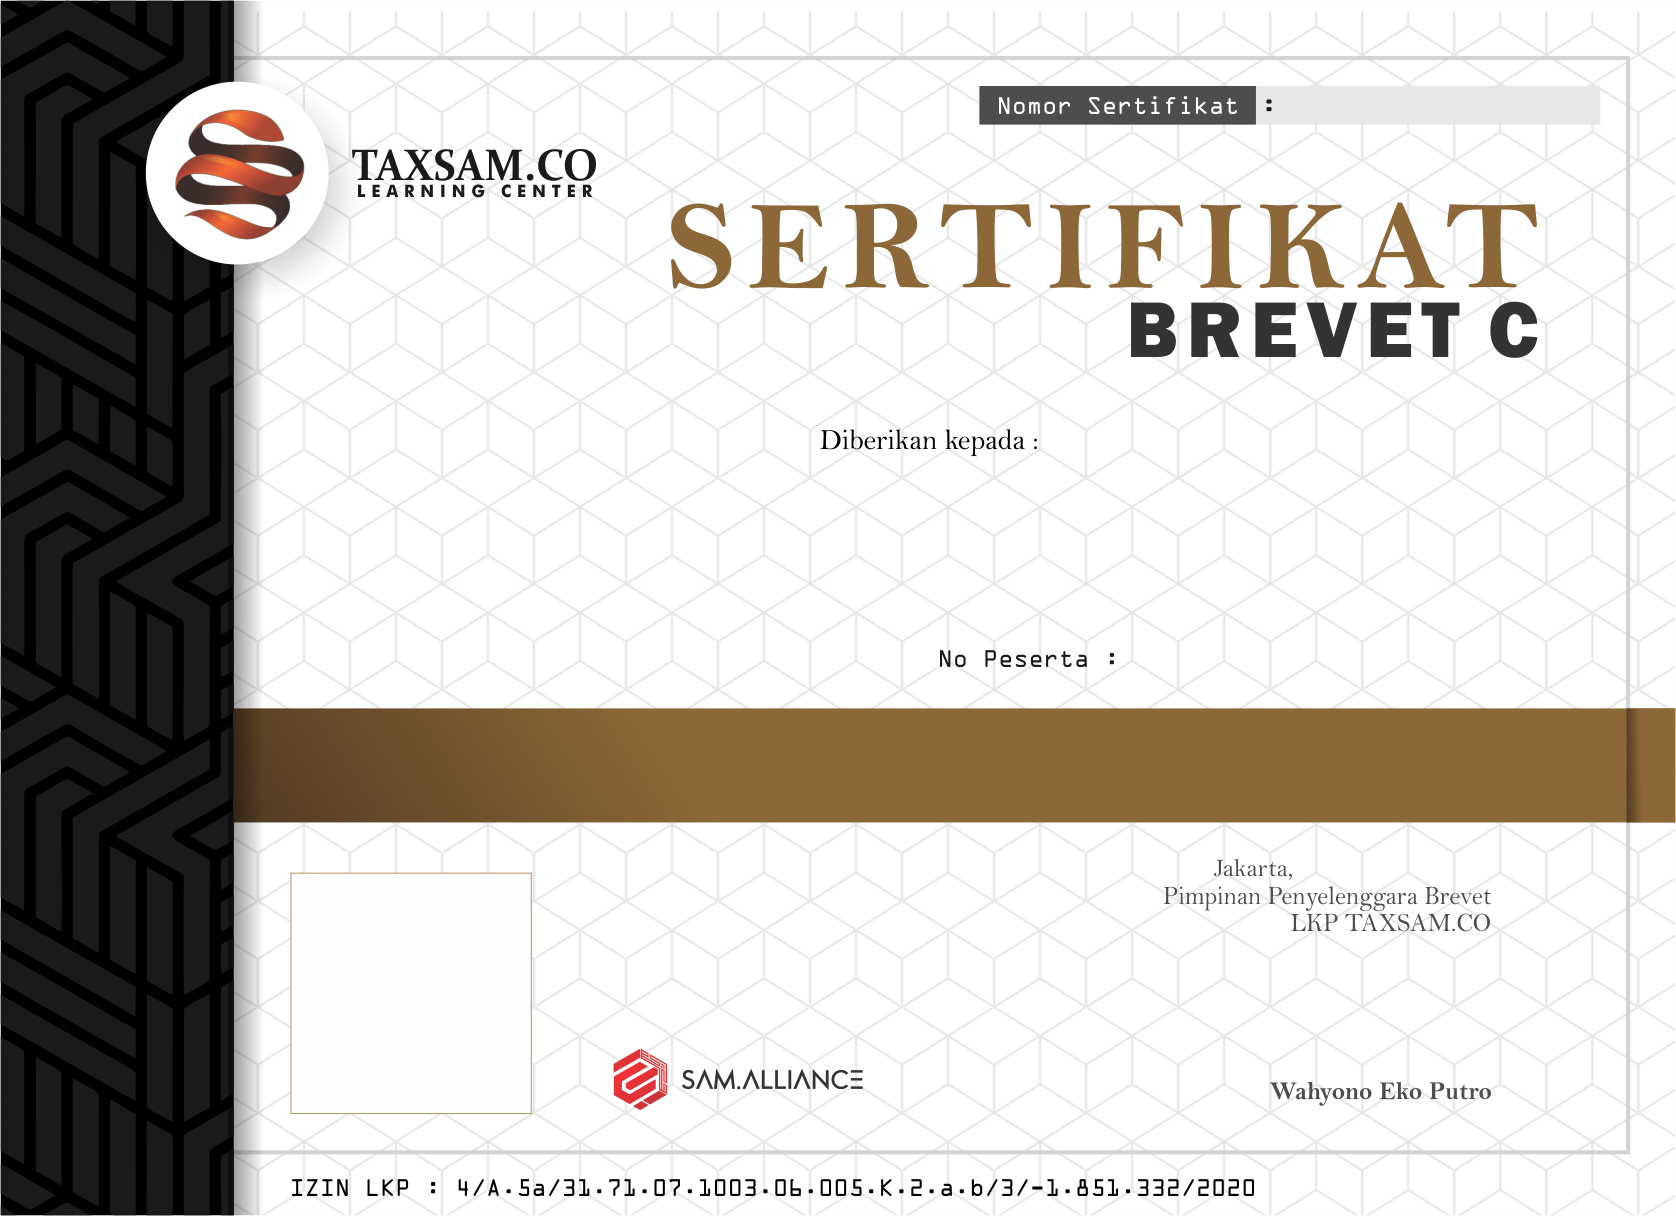 Nomor Sertifikat :
TAXSAM.CO
LEARNING CENTER
SERTIFIKAT
BREVET C
Diberikan kepada :
No Peserta :
Jakarta,
Pimpinan Penyelenggara Brevet
LKP TAXSAM.CO
SAM.ALLIANCE
Wahyono Eko Putro
IZIN LKP : 4/A.5a/31.71.07.1003.06.005.K.2.a.b/3/-1.851.332/2020